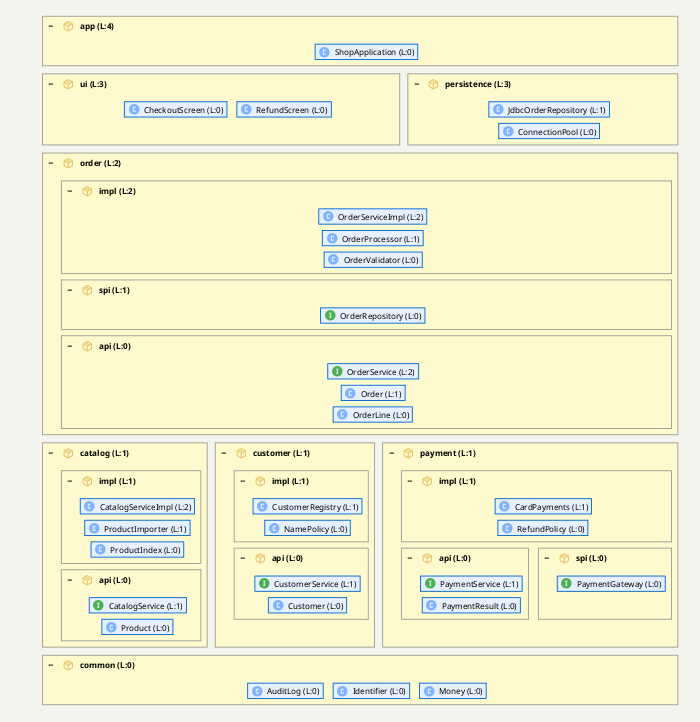 − app (L:4)
C ShopApplication (L:0)
− ui (L:3)
C CheckoutScreen (L:0) C RefundScreen (L:0)
− persistence (L:3)
C JdbcOrderRepository (L:1)
C ConnectionPool (L:0)
− order (L:2)
− impl (L:2)
C OrderServiceImpl (L:2)
C OrderProcessor (L:1)
C OrderValidator (L:0)
− spi (L:1)
I OrderRepository (L:0)
− api (L:0)
I OrderService (L:2)
C Order (L:1)
C OrderLine (L:0)
− catalog (L:1)
− impl (L:1)
C CatalogServiceImpl (L:2)
C ProductImporter (L:1)
C ProductIndex (L:0)
− api (L:0)
I CatalogService (L:1)
C Product (L:0)
− customer (L:1)
− impl (L:1)
C CustomerRegistry (L:1)
C NamePolicy (L:0)
− api (L:0)
I CustomerService (L:1)
C Customer (L:0)
− payment (L:1)
− impl (L:1)
C CardPayments (L:1)
C RefundPolicy (L:0)
− api (L:0)
I PaymentService (L:1)
C PaymentResult (L:0)
− spi (L:0)
I PaymentGateway (L:0)
− common (L:0)
C AuditLog (L:0) C Identifier (L:0) C Money (L:0)